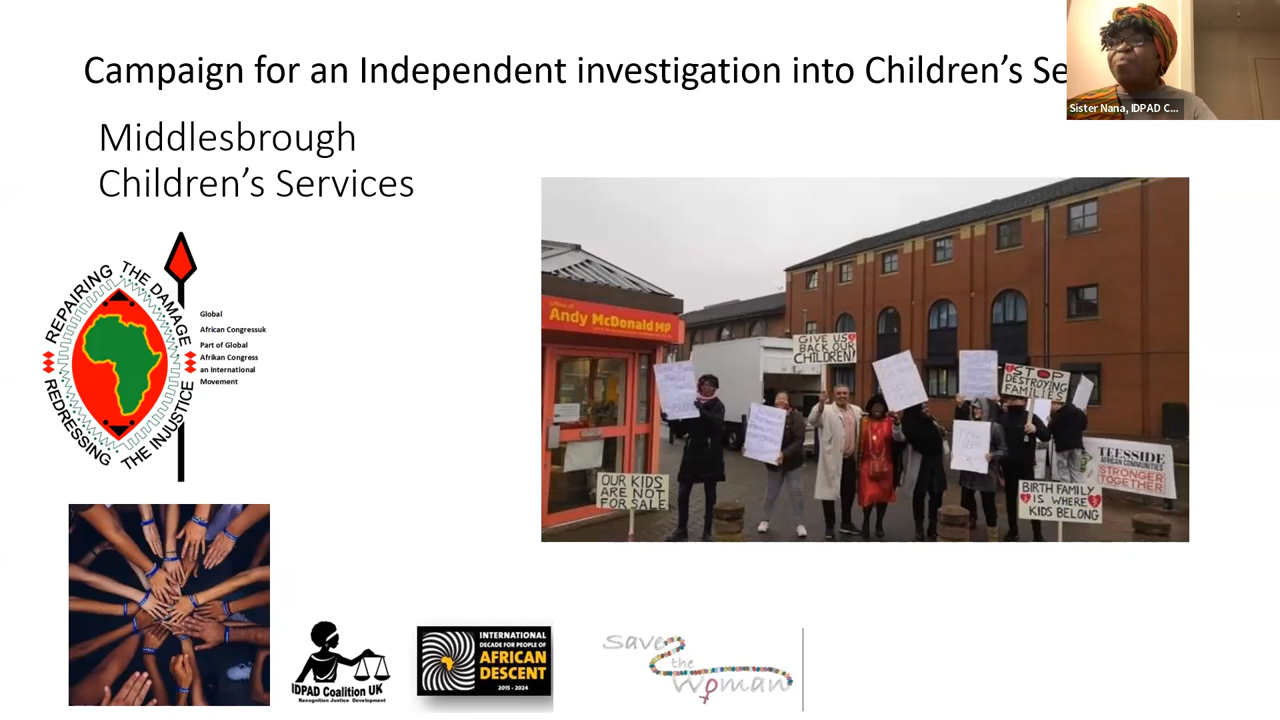 Campaign for an Independent investigation into Children's Se
Sister Nana, IDPAD C...
Middlesbrough
Children's Services
REPAIRING THE DAMAGE
REDRESSING THE INJUSTICE
Global
African Congressuk
Part of Global
Afrikan Congress
an International
Movement
Office of
Andy McDonald MP
GIVE US
BACK OUR
CHILDREN!
STOP
DESTROYING
FAMILIES
OUR KIDS
ARE NOT
FOR SALE
TEESSIDE
AFRICAN COMMUNITIES
STRONGER
TOGETHER
BIRTH FAMILY
IS WHERE
KIDS BELONG
IDPAD Coalition UK
Recognition Justice Development
INTERNATIONAL
DECADE FOR PEOPLE OF
AFRICAN
DESCENT
2015 - 2024
save
the
woman